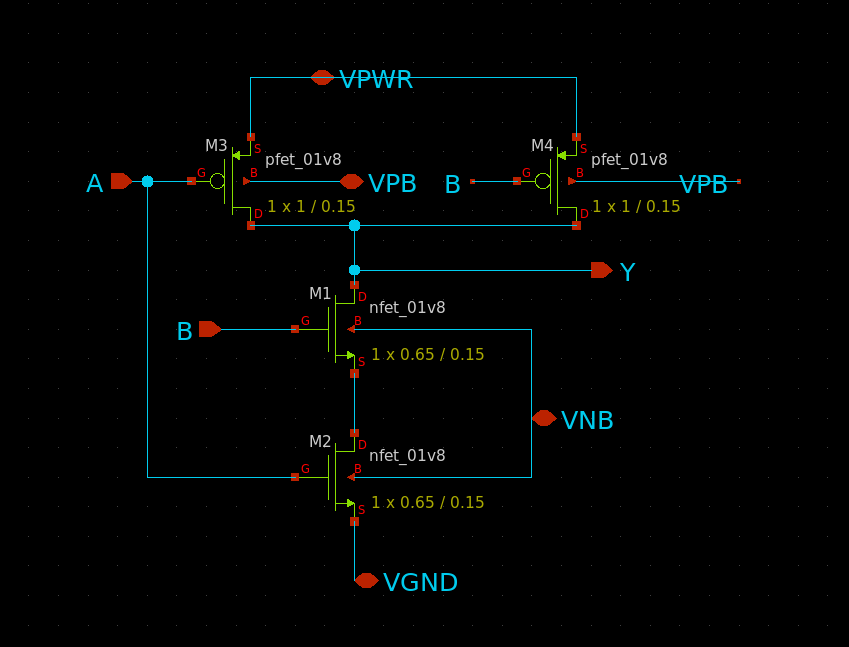 VPWR
M3 S M4 S
pfet_01v8 pfet_01v8
A G B VPB B G B VPB
D 1 x 1 / 0.15 D 1 x 1 / 0.15
Y
M1 D
nfet_01v8
B G B
1 x 0.65 / 0.15
S
VNB
M2 D
nfet_01v8
G B
1 x 0.65 / 0.15
S
VGND